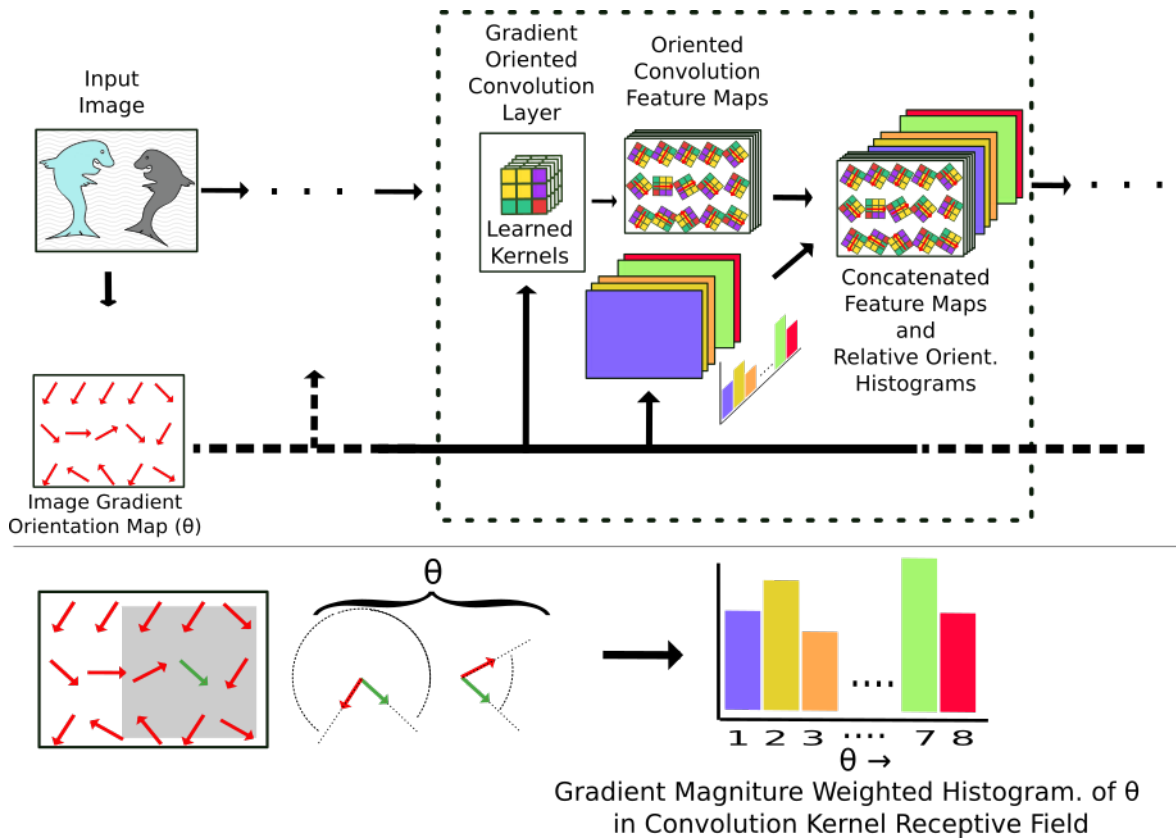 Input
Image
Gradient
Oriented
Convolution
Layer
Oriented
Convolution
Feature Maps
Learned
Kernels
Concatenated
Feature Maps
and
Relative Orient.
Histograms
Image Gradient
Orientation Map (θ)
θ
1 2 3 .... 7 8
θ →
Gradient Magniture Weighted Histogram. of θ
in Convolution Kernel Receptive Field